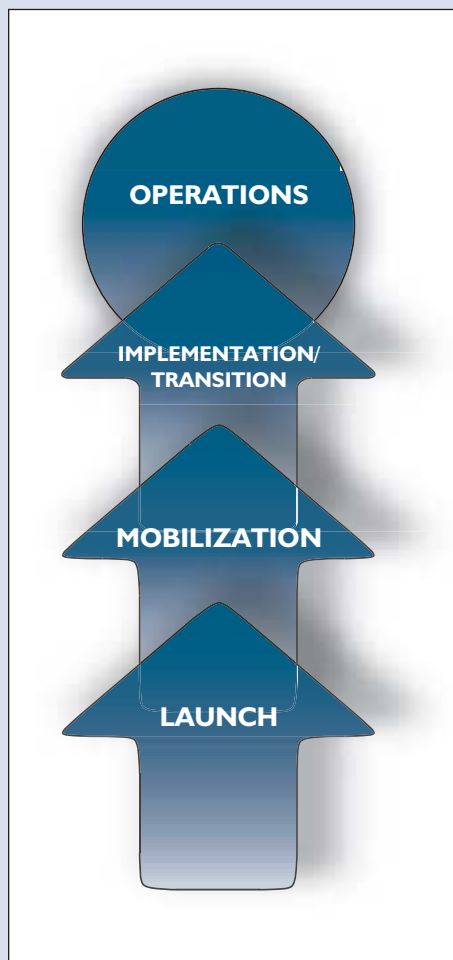 OPERATIONS
IMPLEMENTATION/
TRANSITION
MOBILIZATION
LAUNCH